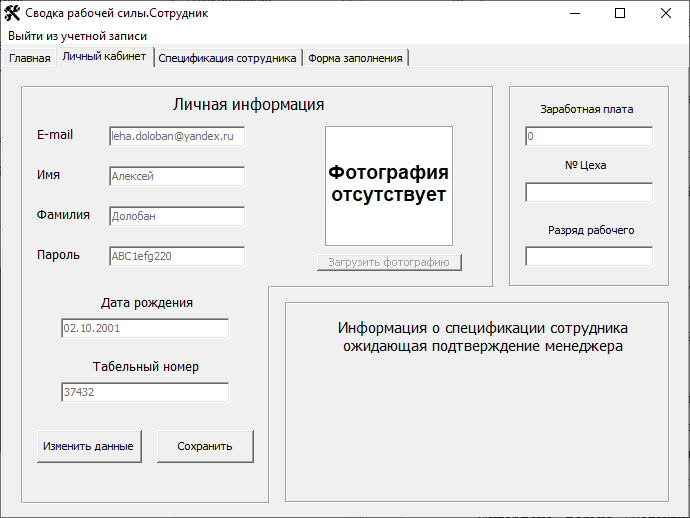 Сводка рабочей силы.Сотрудник
Выйти из учетной записи
Главная
Личный кабинет
Спецификация сотрудника
Форма заполнения
Личная информация
E-mail
leha.doloban@yandex.ru
Имя
Алексей
Фамилия
Долобан
Пароль
ABC1efg220
Фотография
отсутствует
Загрузить фотографию
Дата рождения
02.10.2001
Табельный номер
37432
Изменить данные
Сохранить
Заработная плата
0
№ Цеха
Разряд рабочего
Информация о спецификации сотрудника
ожидающая подтверждение менеджера